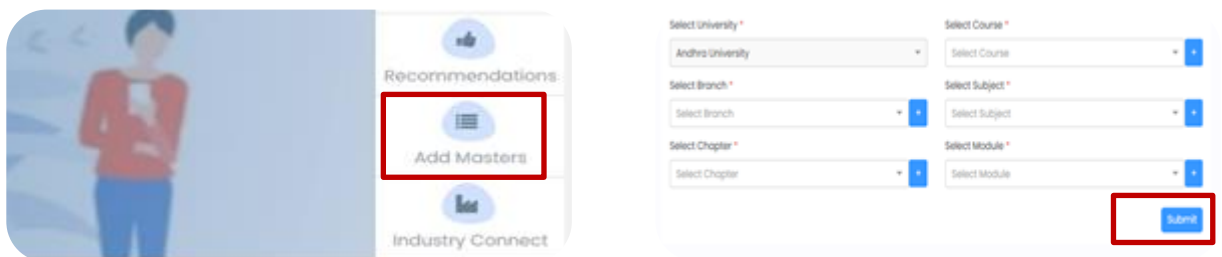 Recommendations
Add Masters
Industry Connect
Select University *
Select Course *
Andhra University
Select Course
+
Select Branch *
Select Subject *
Select Branch
+
Select Subject
+
Select Chapter *
Select Module *
Select Chapter
+
Select Module
+
Submit